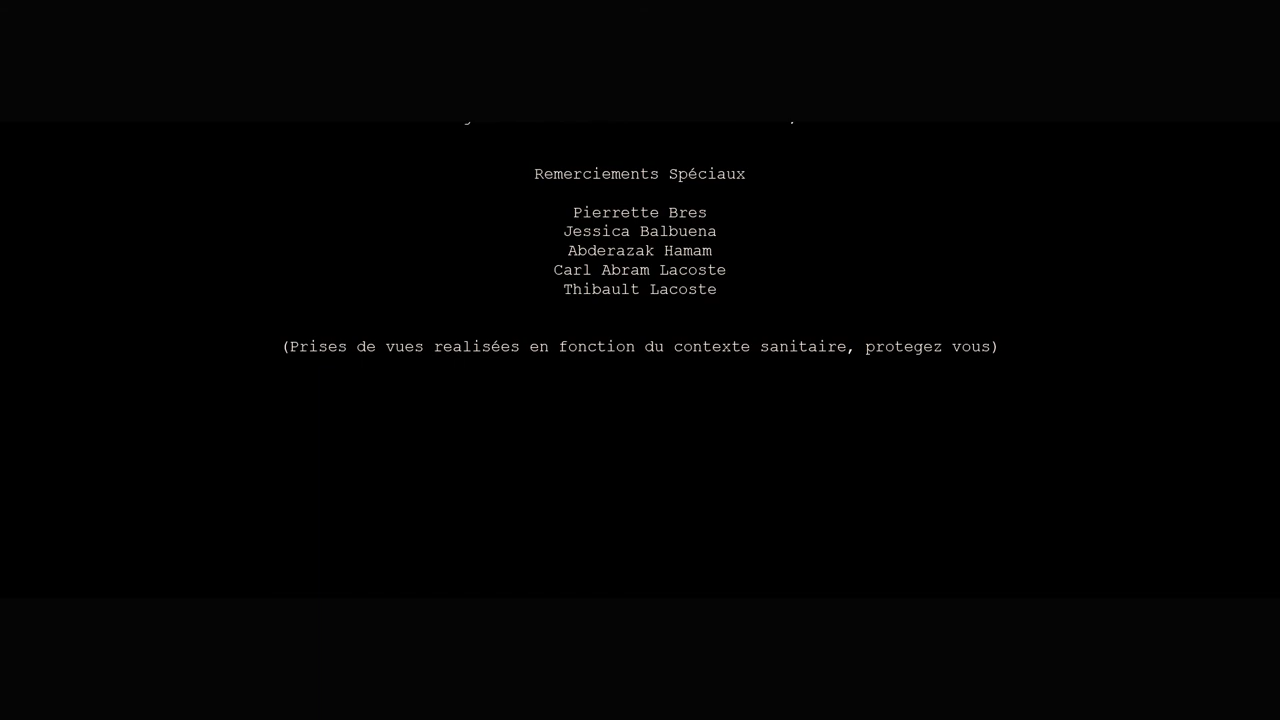 Remerciements Spéciaux
Pierrette Bres
Jessica Balbuena
Abderazak Hamam
Carl Abram Lacoste
Thibault Lacoste
(Prises de vues realisées en fonction du contexte sanitaire, protegez vous)